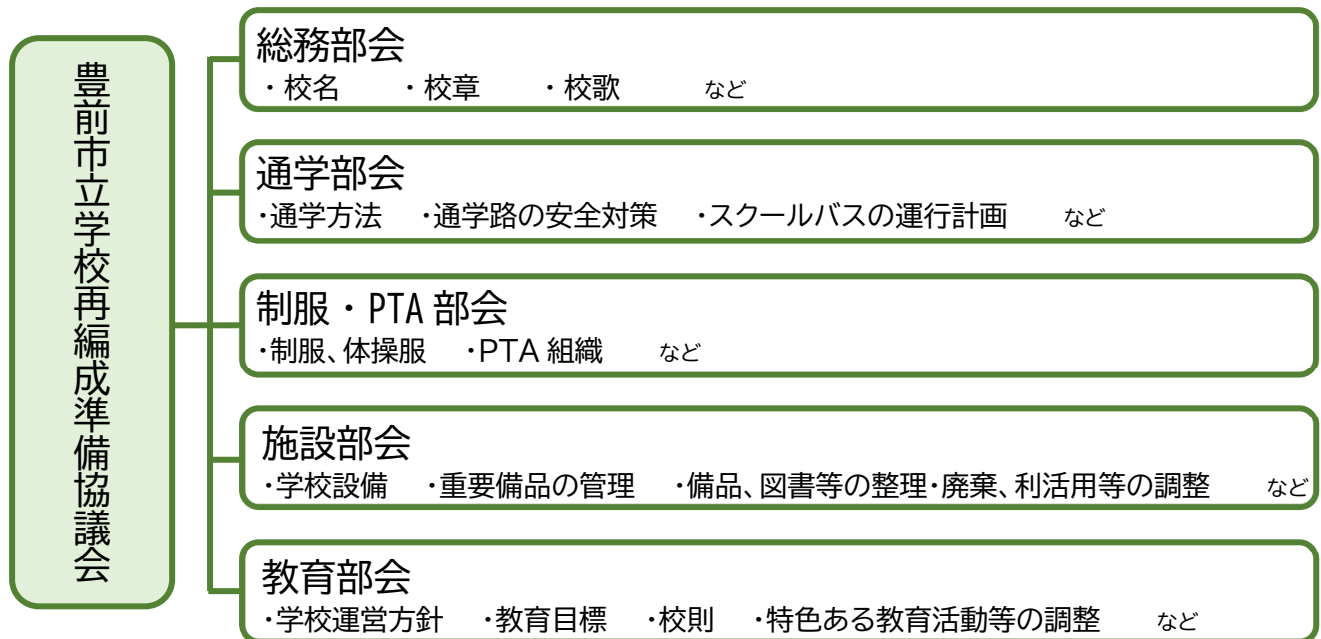 豊前市立学校再編成準備協議会
総務部会
・校名　・校章　・校歌　など
通学部会
・通学方法　・通学路の安全対策　・スクールバスの運行計画　など
制服・PTA 部会
・制服、体操服　・PTA 組織　など
施設部会
・学校設備　・重要備品の管理　・備品、図書等の整理・廃棄、利活用等の調整　など
教育部会
・学校運営方針　・教育目標　・校則　・特色ある教育活動等の調整　など